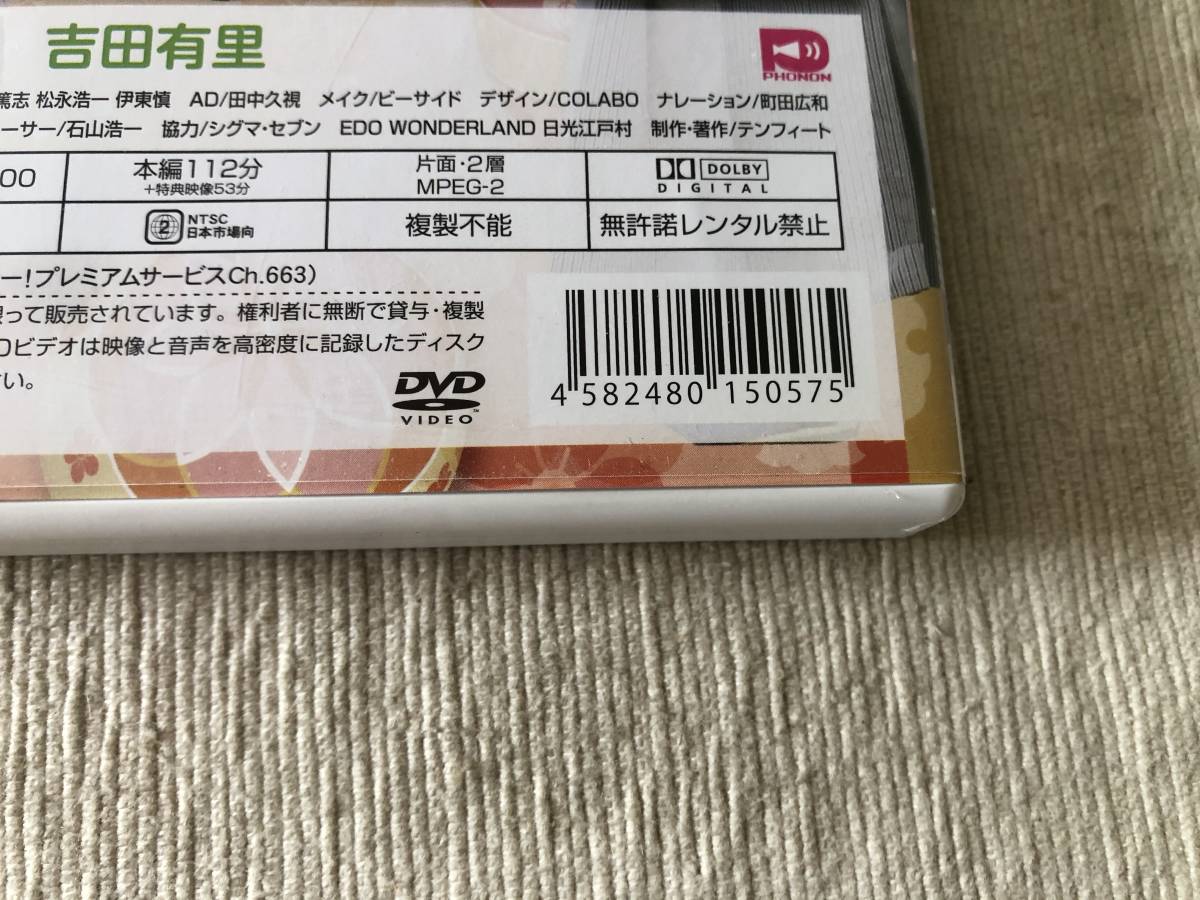 吉田有里
PHONON
篤志 松永浩一 伊東慎 AD/田中久視 メイク/ビーサイド デザイン/COLABO ナレーション/町田広和
ーサー/石山浩一 協力/シグマ・セブン EDO WONDERLAND 日光江戸村 制作・著作/テンフィート
00 本編112分 片面・2層 DOLBY
+特典映像53分 MPEG-2 DIGITAL
2 NTSC 複製不能 無許諾レンタル禁止
日本市場向
ー!プレミアムサービスCh.663)
って販売されています。権利者に無断で貸与・複製
Dビデオは映像と音声を高密度に記録したディスク
さい。
DVD
VIDEO
4 582480 150575